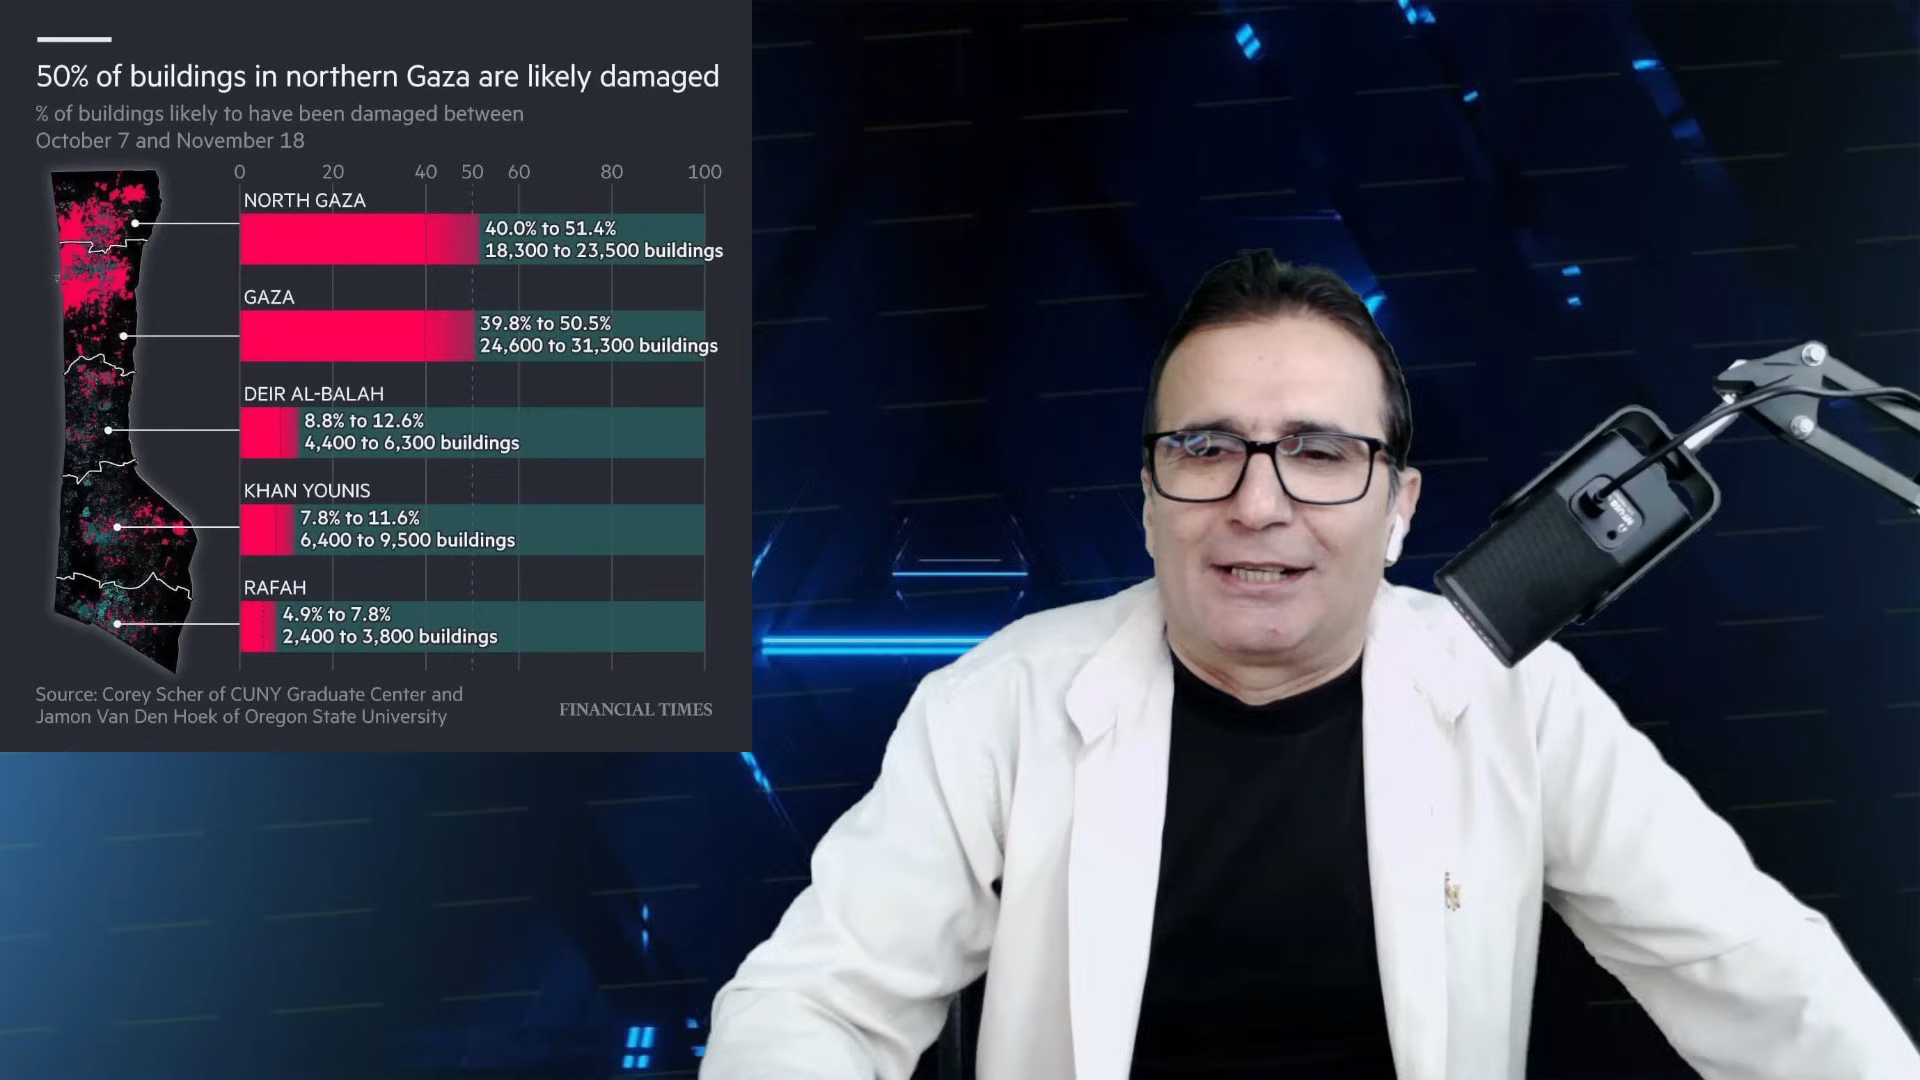 50% of buildings in northern Gaza are likely damaged
% of buildings likely to have been damaged between
October 7 and November 18
0 20 40 50 60 80 100
NORTH GAZA
40.0% to 51.4%
18,300 to 23,500 buildings
GAZA
39.8% to 50.5%
24,600 to 31,300 buildings
DEIR AL-BALAH
8.8% to 12.6%
4,400 to 6,300 buildings
KHAN YOUNIS
7.8% to 11.6%
6,400 to 9,500 buildings
RAFAH
4.9% to 7.8%
2,400 to 3,800 buildings
Source: Corey Scher of CUNY Graduate Center and
Jamon Van Den Hoek of Oregon State University
FINANCIAL TIMES